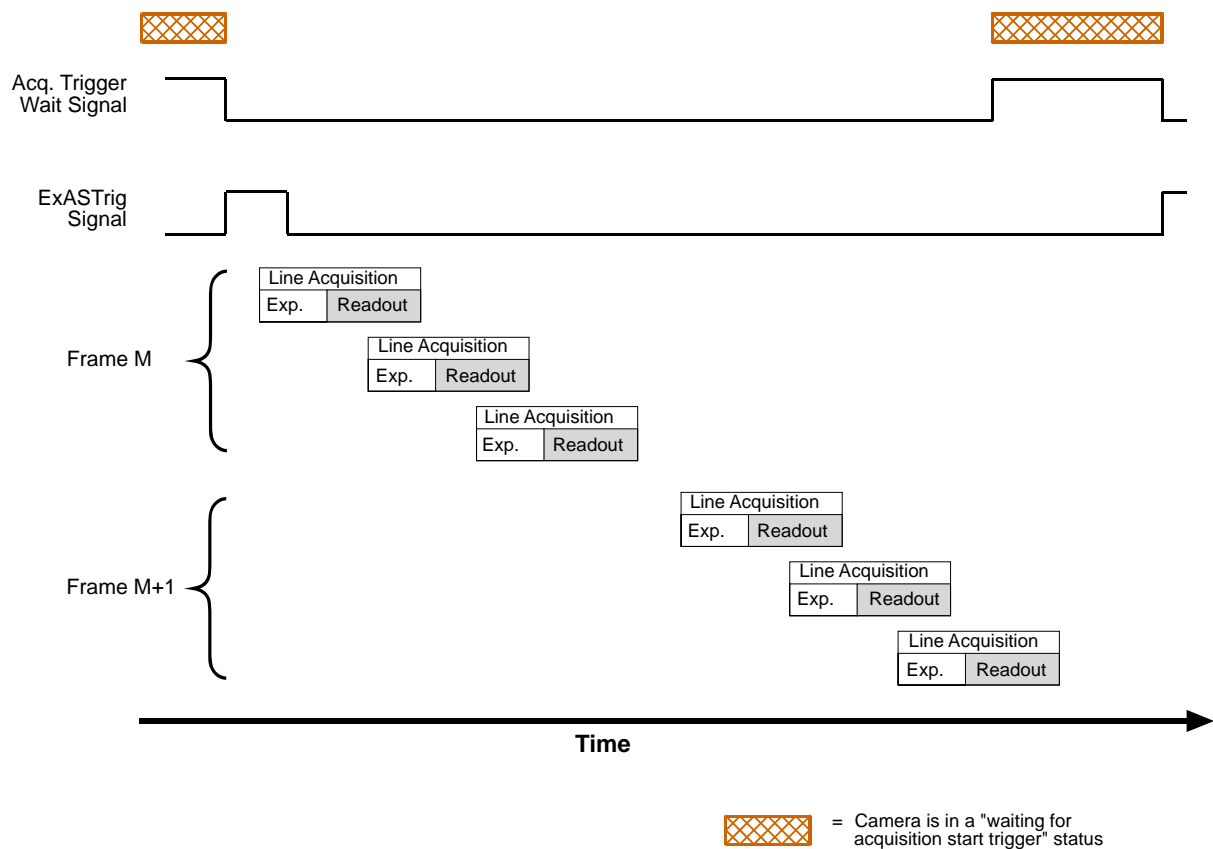 Acq. Trigger
Wait Signal
ExASTrig
Signal
Frame M
Line Acquisition
Exp. Readout
Line Acquisition
Exp. Readout
Line Acquisition
Exp. Readout
Frame M+1
Line Acquisition
Exp. Readout
Line Acquisition
Exp. Readout
Line Acquisition
Exp. Readout
Time
= Camera is in a "waiting for
acquisition start trigger" status